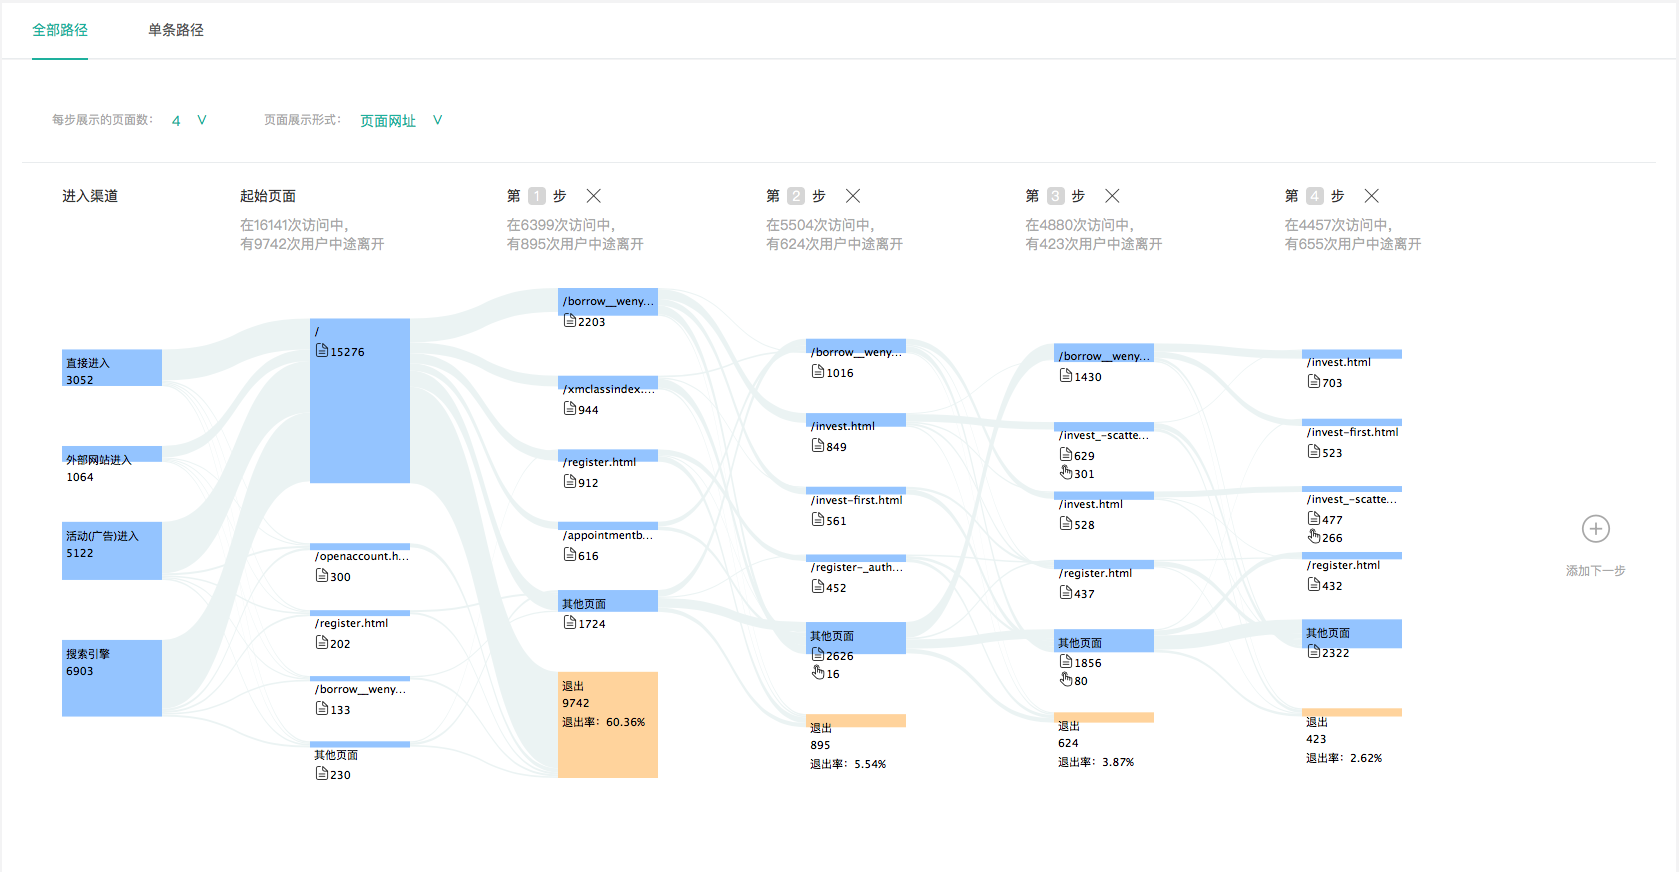 全部路径
单条路径
每步展示的页面数： 4 V
页面展示形式： 页面网址 V
进入渠道
起始页面
在16141次访问中，
有9742次用户中途离开
第 1 步
在6399次访问中，
有895次用户中途离开
第 2 步
在5504次访问中，
有624次用户中途离开
第 3 步
在4880次访问中，
有423次用户中途离开
第 4 步
在4457次访问中，
有655次用户中途离开
直接进入
3052
外部网站进入
1064
活动(广告)进入
5122
搜索引擎
6903
/
15276
/openaccount.h...
300
/register.html
202
/borrow__weny...
133
其他页面
230
/borrow__weny...
2203
/xmclassindex....
944
/register.html
912
/appointmentb...
616
其他页面
1724
退出
9742
退出率：60.36%
/borrow__weny...
1016
/invest.html
849
/invest-first.html
561
/register-_auth...
452
其他页面
2626
16
退出
895
退出率：5.54%
/borrow__weny...
1430
/invest_-scatte...
629
301
/invest.html
528
/register.html
437
其他页面
1856
80
退出
624
退出率：3.87%
/invest.html
703
/invest-first.html
523
/invest_-scatte...
477
266
/register.html
432
其他页面
2322
退出
423
退出率：2.62%
添加下一步